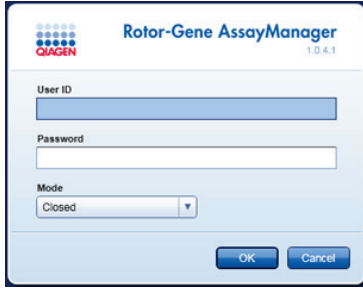 QIAGEN
Rotor-Gene AssayManager
1.0.4.1
User ID
Password
Mode
Closed
OK Cancel